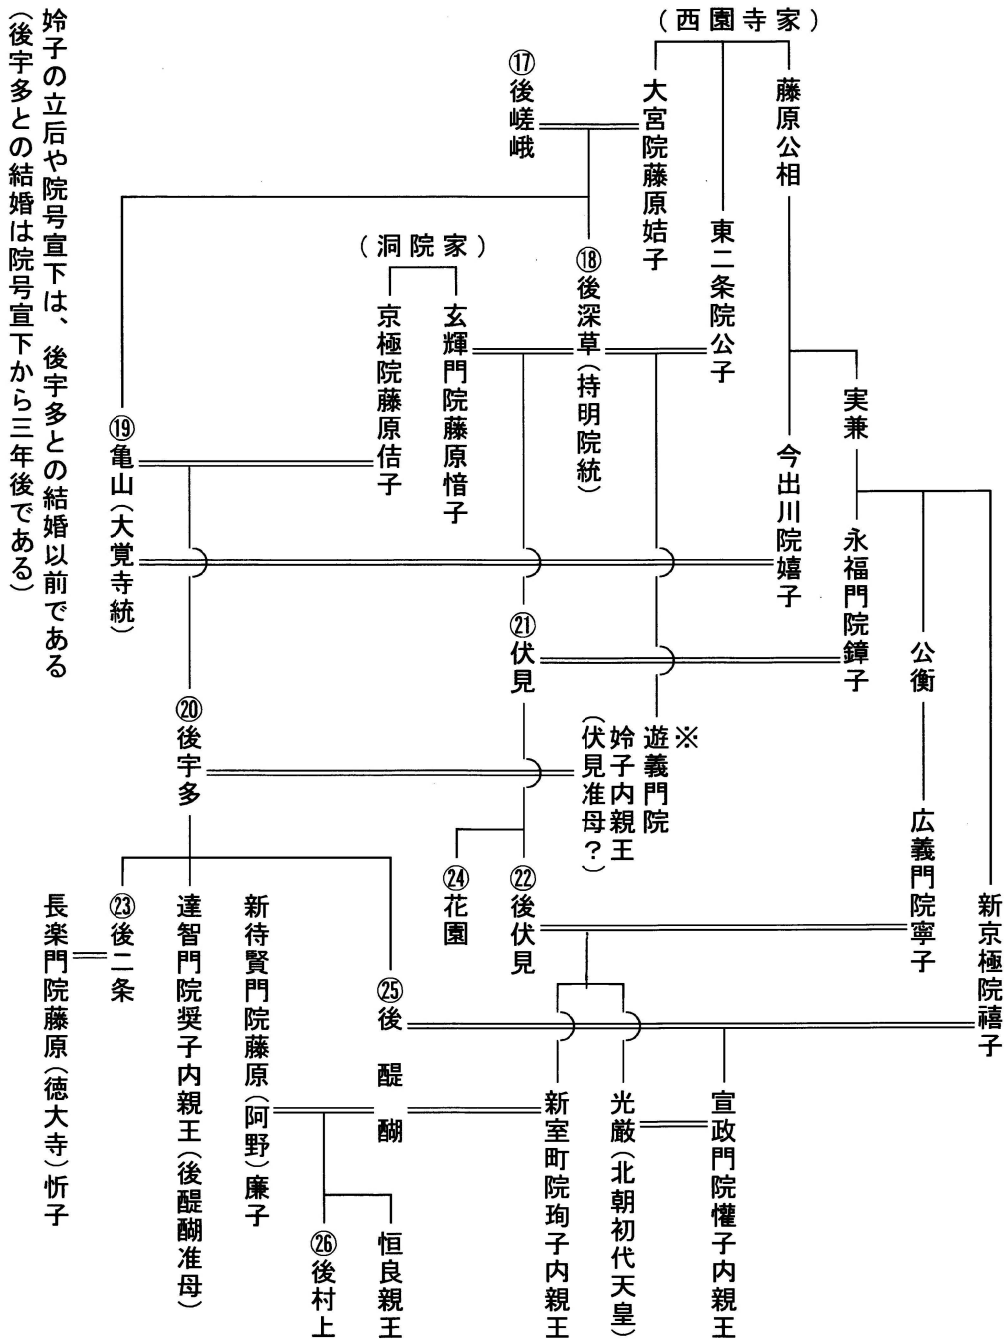 （西園寺家）
藤原公相
東二条院公子
大宮院藤原姞子
⑰後嵯峨
実兼
今出川院嬉子
⑱後深草（持明院統）
（洞院家）
玄輝門院藤原愔子
京極院藤原佶子
⑲亀山（大覚寺統）
永福門院鏱子
公衡
㉑伏見
※
遊義門院
姈子内親王
（伏見准母？）
⑳後宇多
新京極院禧子
広義門院寧子
㉒後伏見
㉔花園
㉕後醍醐
新待賢門院藤原（阿野）廉子
達智門院奨子内親王（後醍醐准母）
㉓後二条
長楽門院藤原（徳大寺）忻子
宣政門院懽子内親王
光厳（北朝初代天皇）
新室町院珣子内親王
恒良親王
㉖後村上
姈子の立后や院号宣下は、後宇多との結婚以前である
（後宇多との結婚は院号宣下から三年後である）